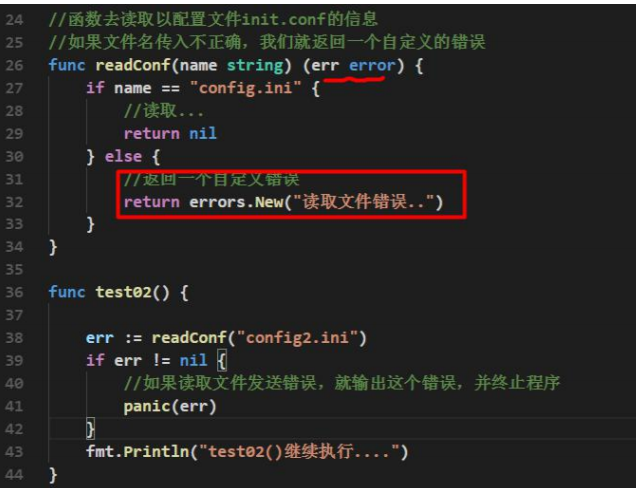 24 //函数去读取以配置文件init.conf的信息
25 //如果文件名传入不正确，我们就返回一个自定义的错误
26 func readConf(name string) (err error) {
27     if name == "config.ini" {
28         //读取...
29         return nil
30     } else {
31         //返回一个自定义错误
32         return errors.New("读取文件错误..")
33     }
34 }
35
36 func test02() {
37
38     err := readConf("config2.ini")
39     if err != nil {
40         //如果读取文件发送错误，就输出这个错误，并终止程序
41         panic(err)
42     }
43     fmt.Println("test02()继续执行....")
44 }